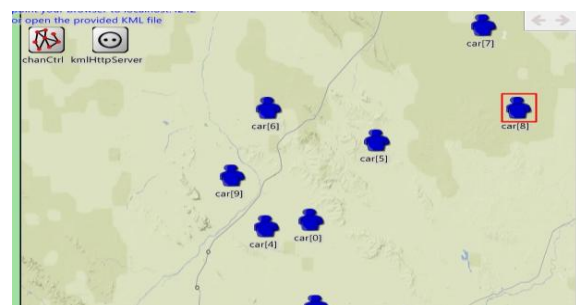 or open the provided KML file
chanCtrl
kmlHttpServer
car[7]
car[6]
car[8]
car[5]
car[9]
car[4]
car[0]